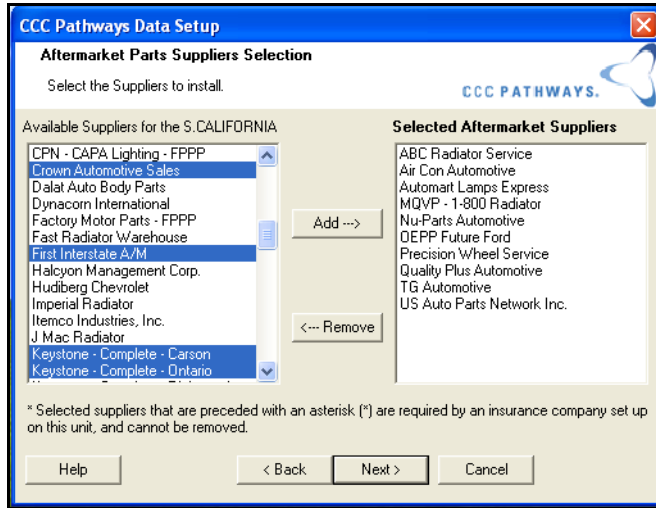 CCC Pathways Data Setup
Aftermarket Parts Suppliers Selection
Select the Suppliers to install.
CCC PATHWAYS.
Available Suppliers for the S.CALIFORNIA
CPN - CAPA Lighting - FPPP
Crown Automotive Sales
Dalat Auto Body Parts
Dynacorn International
Factory Motor Parts - FPPP
Fast Radiator Warehouse
First Interstate A/M
Halcyon Management Corp.
Hudiberg Chevrolet
Imperial Radiator
Itemco Industries, Inc.
J Mac Radiator
Keystone - Complete - Carson
Keystone - Complete - Ontario
Add --->
<--- Remove
Selected Aftermarket Suppliers
ABC Radiator Service
Air Con Automotive
Automart Lamps Express
MQVP - 1-800 Radiator
Nu-Parts Automotive
OEPP Future Ford
Precision Wheel Service
Quality Plus Automotive
TG Automotive
US Auto Parts Network Inc.
* Selected suppliers that are preceded with an asterisk (*) are required by an insurance company set up
on this unit, and cannot be removed.
Help
< Back
Next >
Cancel